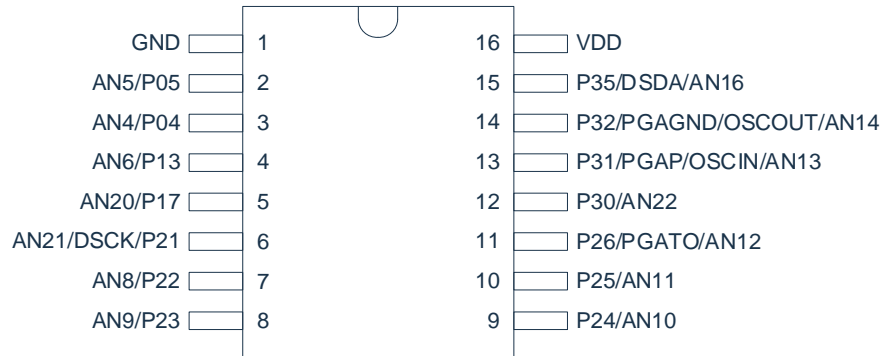 GND 1 16 VDD
AN5/P05 2 15 P35/DSDA/AN16
AN4/P04 3 14 P32/PGAGND/OSCOUT/AN14
AN6/P13 4 13 P31/PGAP/OSCIN/AN13
AN20/P17 5 12 P30/AN22
AN21/DSCK/P21 6 11 P26/PGATO/AN12
AN8/P22 7 10 P25/AN11
AN9/P23 8 9 P24/AN10